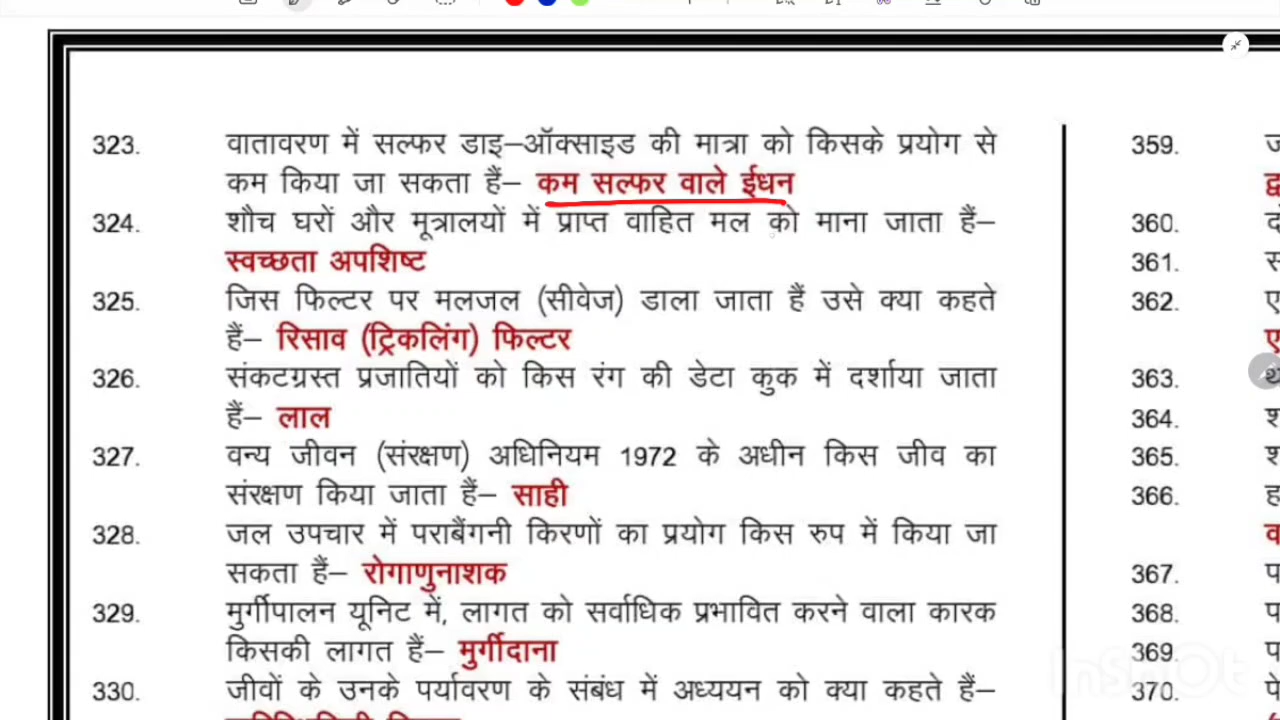 323. वातावरण में सल्फर डाइ–ऑक्साइड की मात्रा को किसके प्रयोग से
कम किया जा सकता हैं– कम सल्फर वाले ईधन
324. शौच घरों और मूत्रालयों में प्राप्त वाहित मल को माना जाता हैं–
स्वच्छता अपशिष्ट
325. जिस फिल्टर पर मलजल (सीवेज) डाला जाता हैं उसे क्या कहते
हैं– रिसाव (ट्रिकलिंग) फिल्टर
326. संकटग्रस्त प्रजातियों को किस रंग की डेटा कुक में दर्शाया जाता
हैं– लाल
327. वन्य जीवन (संरक्षण) अधिनियम 1972 के अधीन किस जीव का
संरक्षण किया जाता हैं– साही
328. जल उपचार में पराबैंगनी किरणों का प्रयोग किस रुप में किया जा
सकता हैं– रोगाणुनाशक
329. मुर्गीपालन यूनिट में, लागत को सर्वाधिक प्रभावित करने वाला कारक
किसकी लागत हैं– मुर्गीदाना
330. जीवों के उनके पर्यावरण के संबंध में अध्ययन को क्या कहते हैं–
359.
360.
361.
362.
363.
364.
365.
366.
367.
368.
369.
370.
InShOt